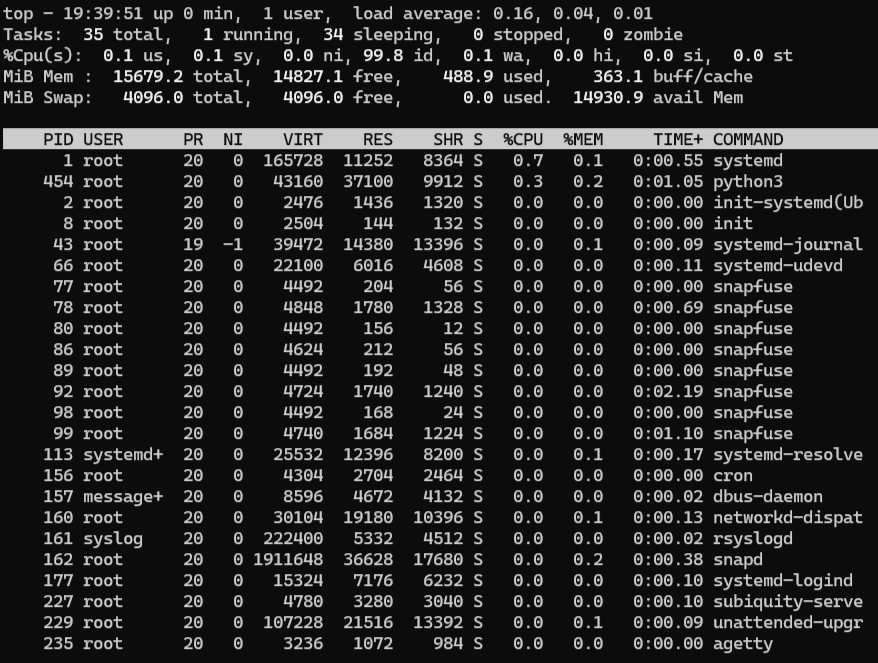 top - 19:39:51 up 0 min,  1 user,  load average: 0.16, 0.04, 0.01
Tasks:  35 total,   1 running,  34 sleeping,   0 stopped,   0 zombie
%Cpu(s):  0.1 us,  0.1 sy,  0.0 ni, 99.8 id,  0.1 wa,  0.0 hi,  0.0 si,  0.0 st
MiB Mem :  15679.2 total,  14827.1 free,    488.9 used,    363.1 buff/cache
MiB Swap:   4096.0 total,   4096.0 free,      0.0 used.  14930.9 avail Mem
PID USER      PR  NI    VIRT    RES    SHR S  %CPU  %MEM     TIME+ COMMAND
1 root      20   0  165728  11252   8364 S   0.7   0.1   0:00.55 systemd
454 root      20   0   43160  37100   9912 S   0.3   0.2   0:01.05 python3
2 root      20   0    2476   1436   1320 S   0.0   0.0   0:00.00 init-systemd(Ub
8 root      20   0    2504    144    132 S   0.0   0.0   0:00.00 init
43 root      19  -1   39472  14380  13396 S   0.0   0.1   0:00.09 systemd-journal
66 root      20   0   22100   6016   4608 S   0.0   0.0   0:00.11 systemd-udevd
77 root      20   0    4492    204     56 S   0.0   0.0   0:00.00 snapfuse
78 root      20   0    4848   1780   1328 S   0.0   0.0   0:00.69 snapfuse
80 root      20   0    4492    156     12 S   0.0   0.0   0:00.00 snapfuse
86 root      20   0    4624    212     56 S   0.0   0.0   0:00.00 snapfuse
89 root      20   0    4492    192     48 S   0.0   0.0   0:00.00 snapfuse
92 root      20   0    4724   1740   1240 S   0.0   0.0   0:02.19 snapfuse
98 root      20   0    4492    168     24 S   0.0   0.0   0:00.00 snapfuse
99 root      20   0    4740   1684   1224 S   0.0   0.0   0:01.10 snapfuse
113 systemd+  20   0   25532  12396   8200 S   0.0   0.1   0:00.17 systemd-resolve
156 root      20   0    4304   2704   2464 S   0.0   0.0   0:00.00 cron
157 message+  20   0    8596   4672   4132 S   0.0   0.0   0:00.02 dbus-daemon
160 root      20   0   30104  19180  10396 S   0.0   0.1   0:00.13 networkd-dispat
161 syslog    20   0  222400   5332   4512 S   0.0   0.0   0:00.02 rsyslogd
162 root      20   0 1911648  36628  17680 S   0.0   0.2   0:00.38 snapd
177 root      20   0   15324   7176   6232 S   0.0   0.0   0:00.10 systemd-logind
227 root      20   0    4780   3280   3040 S   0.0   0.0   0:00.10 subiquity-serve
229 root      20   0  107228  21516  13392 S   0.0   0.1   0:00.09 unattended-upgr
235 root      20   0    3236   1072    984 S   0.0   0.0   0:00.00 agetty